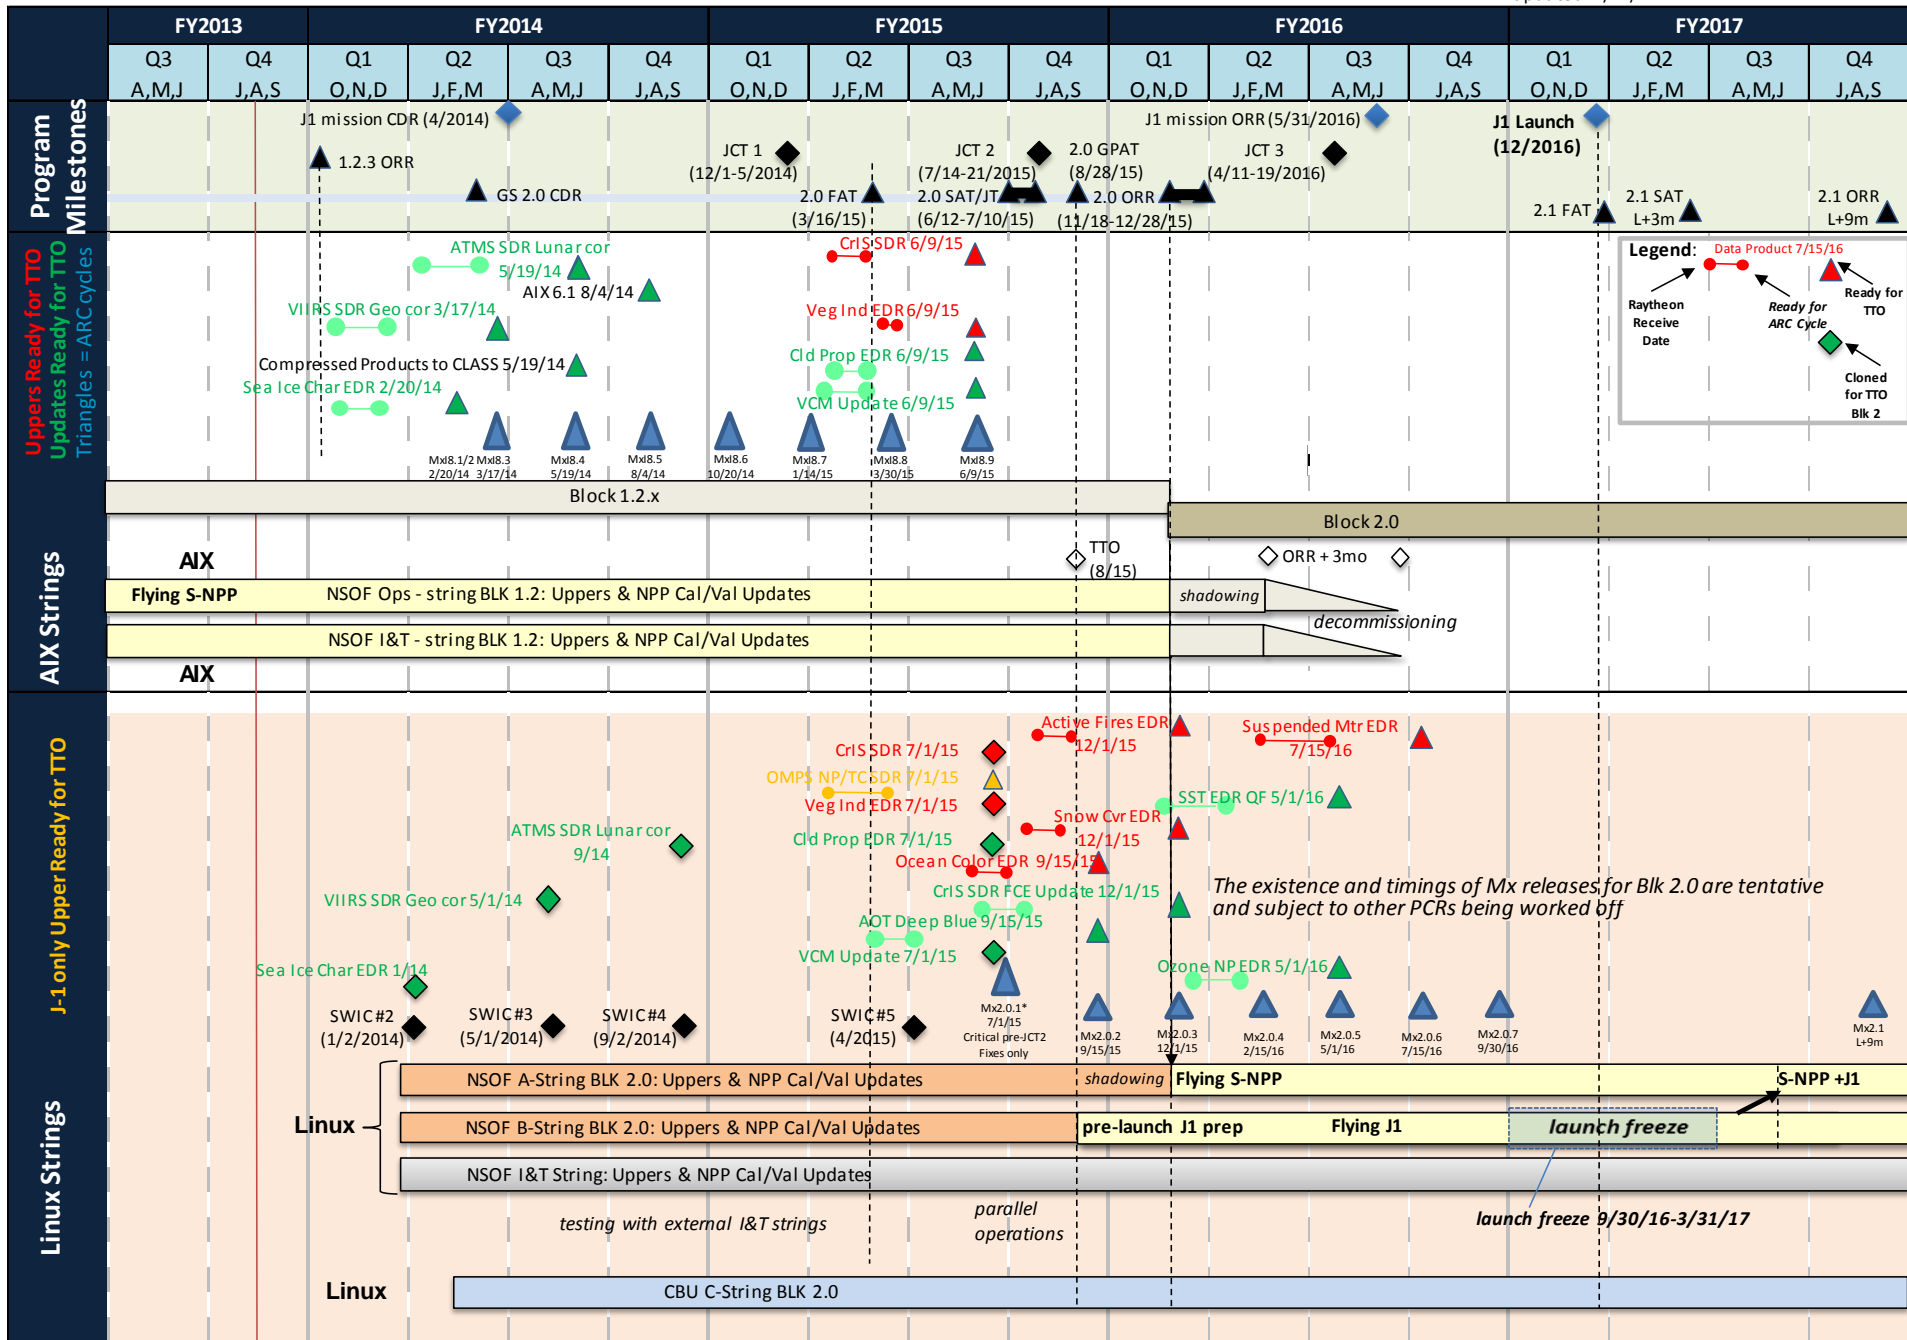 FY2013 FY2014 FY2015 FY2016 FY2017
Q3 Q4 Q1 Q2 Q3 Q4 Q1 Q2 Q3 Q4 Q1 Q2 Q3 Q4 Q1 Q2 Q3 Q4
A,M,J J,A,S O,N,D J,F,M A,M,J J,A,S O,N,D J,F,M A,M,J J,A,S O,N,D J,F,M A,M,J J,A,S O,N,D J,F,M A,M,J J,A,S
Program
Milestones
J1 mission CDR (4/2014)
J1 mission ORR (5/31/2016)
J1 Launch
(12/2016)
1.2.3 ORR
JCT 1
(12/1-5/2014)
JCT 2
(7/14-21/2015)
2.0 GPAT
(8/28/15)
JCT 3
(4/11-19/2016)
GS 2.0 CDR
2.0 FAT
(3/16/15)
2.0 SAT/JT
(6/12-7/10/15)
2.0 ORR
(11/18-12/28/15)
2.1 FAT
2.1 SAT
L+3m
2.1 ORR
L+9m
Uppers Ready for TTO
Updates Ready for TTO
Triangles = ARC cycles
ATMS SDR Lunar cor
5/19/14
AIX 6.1 8/4/14
VIIRS SDR Geo cor 3/17/14
Compressed Products to CLASS 5/19/14
Sea Ice Char EDR 2/20/14
CrIS SDR 6/9/15
Veg Ind EDR 6/9/15
Cld Prop EDR 6/9/15
VCM Update 6/9/15
Legend:
Data Product 7/15/16
Raytheon
Receive
Date
Ready for
ARC Cycle
Ready for
TTO
Cloned
for TTO
Blk 2
Mxl8.1/2 Mxl8.3 Mxl8.4 Mxl8.5 Mxl8.6 Mxl8.7 Mxl8.8 Mxl8.9
2/20/14 3/17/14 5/19/14 8/4/14 10/20/14 1/14/15 3/30/15 6/9/15
Block 1.2.x
Block 2.0
AIX Strings
AIX
TTO
(8/15)
ORR + 3mo
Flying S-NPP
NSOF Ops - string BLK 1.2: Uppers & NPP Cal/Val Updates
shadowing
decommissioning
NSOF I&T - string BLK 1.2: Uppers & NPP Cal/Val Updates
AIX
J-1 only Upper Ready for TTO
Active Fires EDR
12/1/15
Suspended Mtr EDR
7/15/16
CrIS SDR 7/1/15
OMPS NP/TC SDR 7/1/15
Veg Ind EDR 7/1/15
SST EDR QF 5/1/16
Snow Cvr EDR
12/1/15
ATMS SDR Lunar cor
9/14
Cld Prop EDR 7/1/15
Ocean Color EDR 9/15/15
CrIS SDR FCE Update 12/1/15
VIIRS SDR Geo cor 5/1/14
AOT Deep Blue 9/15/15
VCM Update 7/1/15
The existence and timings of Mx releases for Blk 2.0 are tentative
and subject to other PCRs being worked off
Sea Ice Char EDR 1/14
Ozone NP EDR 5/1/16
SWIC #2
(1/2/2014)
SWIC #3
(5/1/2014)
SWIC #4
(9/2/2014)
SWIC #5
(4/2015)
Mx2.0.1*
7/1/15
Critical pre-JCT2
Fixes only
Mx2.0.2
9/15/15
Mx2.0.3
12/1/15
Mx2.0.4
2/15/16
Mx2.0.5
5/1/16
Mx2.0.6
7/15/16
Mx2.0.7
9/30/16
Mx2.1
L+9m
Linux Strings
Linux
NSOF A-String BLK 2.0: Uppers & NPP Cal/Val Updates
shadowing
Flying S-NPP
S-NPP +J1
NSOF B-String BLK 2.0: Uppers & NPP Cal/Val Updates
pre-launch J1 prep
Flying J1
launch freeze
NSOF I&T String: Uppers & NPP Cal/Val Updates
testing with external I&T strings
parallel
operations
launch freeze 9/30/16-3/31/17
Linux
CBU C-String BLK 2.0